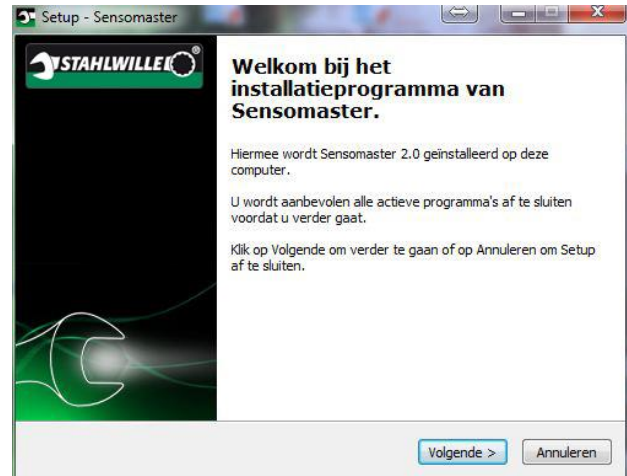 Setup - Sensomaster
STAHLWILLE
Welkom bij het
installatieprogramma van
Sensomaster.
Hiermee wordt Sensomaster 2.0 geïnstalleerd op deze
computer.
U wordt aanbevolen alle actieve programma's af te sluiten
voordat u verder gaat.
Klik op Volgende om verder te gaan of op Annuleren om Setup
af te sluiten.
Volgende >
Annuleren